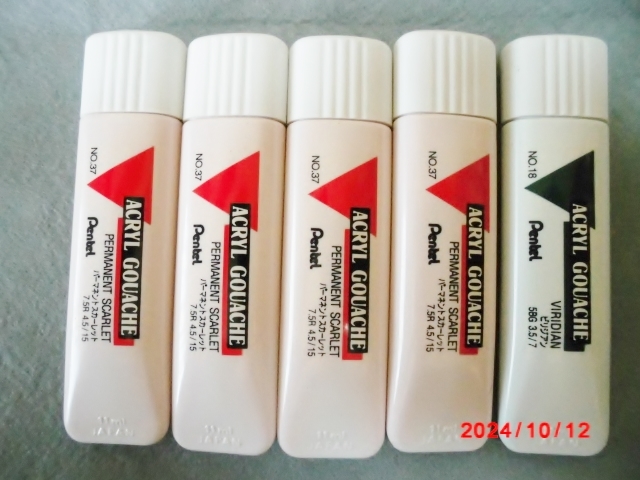 NO.37
ACRYL GOUACHE
Pentel
PERMANENT SCARLET
パーマネントスカーレット
7.5R 4.5/15
NO.37
ACRYL GOUACHE
Pentel
PERMANENT SCARLET
パーマネントスカーレット
7.5R 4.5/15
NO.37
ACRYL GOUACHE
Pentel
PERMANENT SCARLET
パーマネントスカーレット
7.5R 4.5/15
NO.37
ACRYL GOUACHE
Pentel
PERMANENT SCARLET
パーマネントスカーレット
7.5R 4.5/15
NO.18
ACRYL GOUACHE
Pentel
VIRIDIAN
ビリジアン
5BG 3.5/7
2024/10/12